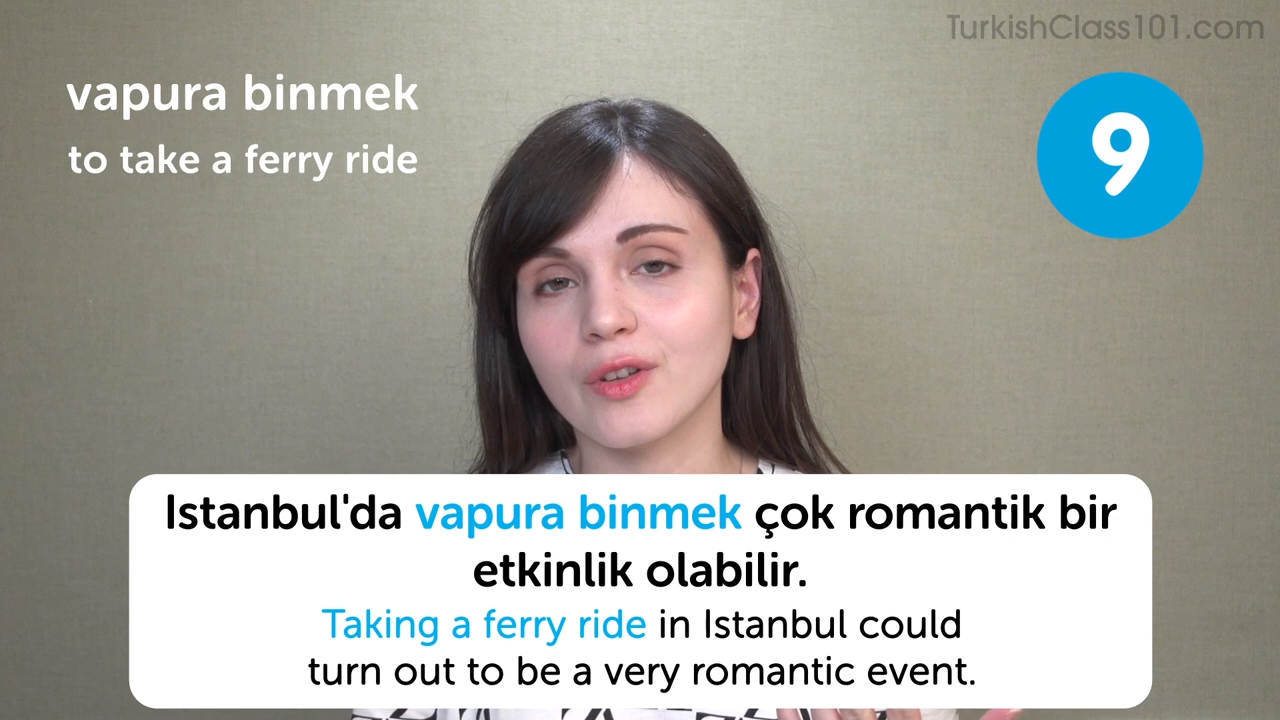 TurkishClass101.com
vapura binmek
to take a ferry ride
9
Istanbul'da vapura binmek çok romantik bir
etkinlik olabilir.
Taking a ferry ride in Istanbul could
turn out to be a very romantic event.